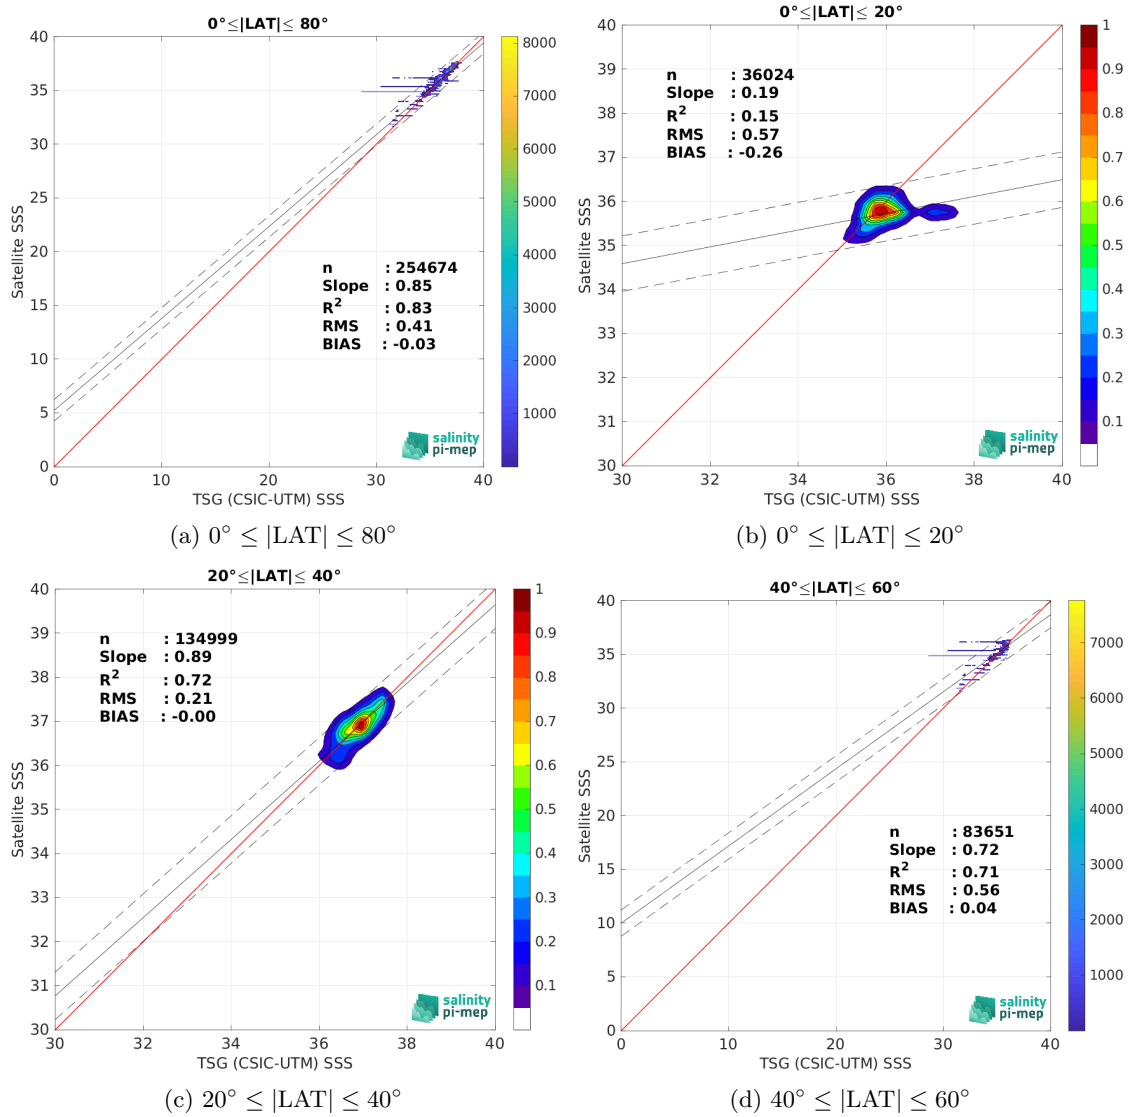 0°≤|LAT|≤ 80°
40
35
30
25
20
15
10
5
0
Satellite SSS
n : 254674
Slope : 0.85
R² : 0.83
RMS : 0.41
BIAS : -0.03
salinity
pi-mep
0 10 20 30 40
TSG (CSIC-UTM) SSS
8000
7000
6000
5000
4000
3000
2000
1000
(a) 0° ≤ |LAT| ≤ 80°
0°≤|LAT|≤ 20°
40
39
38
37
36
35
34
33
32
31
30
Satellite SSS
n : 36024
Slope : 0.19
R² : 0.15
RMS : 0.57
BIAS : -0.26
salinity
pi-mep
30 32 34 36 38 40
TSG (CSIC-UTM) SSS
1
0.9
0.8
0.7
0.6
0.5
0.4
0.3
0.2
0.1
(b) 0° ≤ |LAT| ≤ 20°
20°≤|LAT|≤ 40°
40
39
38
37
36
35
34
33
32
31
30
Satellite SSS
n : 134999
Slope : 0.89
R² : 0.72
RMS : 0.21
BIAS : -0.00
salinity
pi-mep
30 32 34 36 38 40
TSG (CSIC-UTM) SSS
1
0.9
0.8
0.7
0.6
0.5
0.4
0.3
0.2
0.1
(c) 20° ≤ |LAT| ≤ 40°
40°≤|LAT|≤ 60°
40
35
30
25
20
15
10
5
0
Satellite SSS
n : 83651
Slope : 0.72
R² : 0.71
RMS : 0.56
BIAS : 0.04
salinity
pi-mep
0 10 20 30 40
TSG (CSIC-UTM) SSS
7000
6000
5000
4000
3000
2000
1000
(d) 40° ≤ |LAT| ≤ 60°